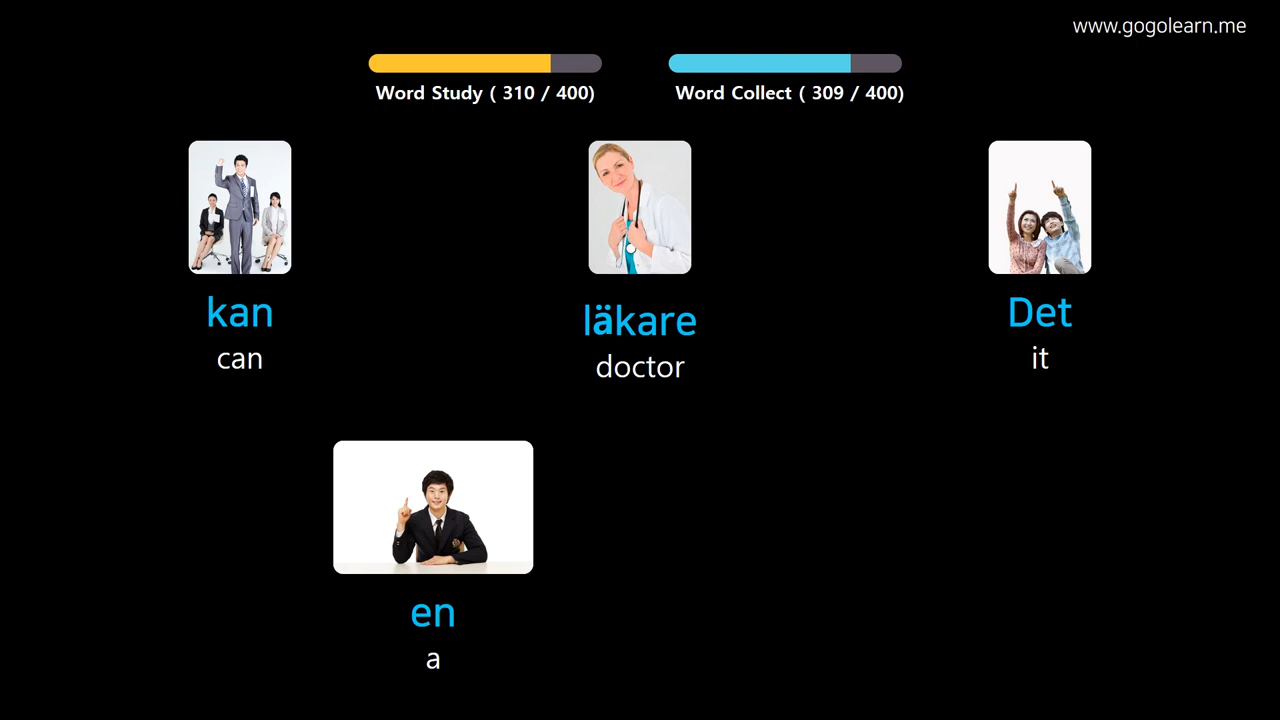 www.gogolearn.me
Word Study ( 310 / 400)
Word Collect ( 309 / 400)
kan
can
läkare
doctor
Det
it
en
a